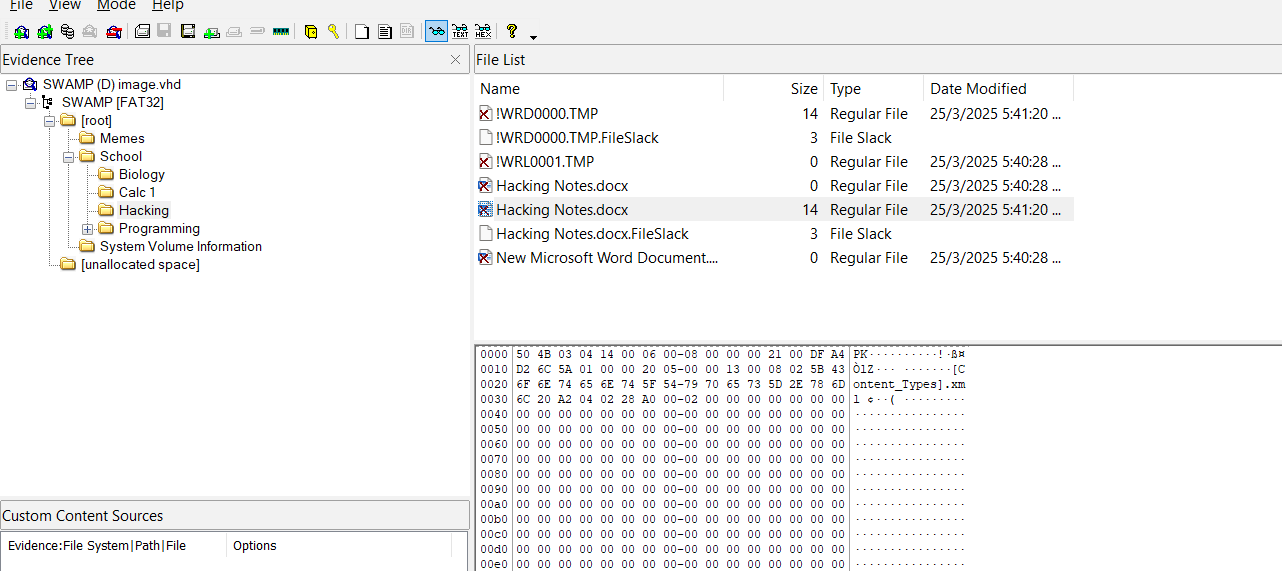 File View Mode Help
Evidence Tree
SWAMP (D) image.vhd
SWAMP [FAT32]
[root]
Memes
School
Biology
Calc 1
Hacking
Programming
System Volume Information
[unallocated space]
Custom Content Sources
Evidence:File System|Path|File Options
File List
Name Size Type Date Modified
!WRD0000.TMP 14 Regular File 25/3/2025 5:41:20 ...
!WRD0000.TMP.FileSlack 3 File Slack
!WRL0001.TMP 0 Regular File 25/3/2025 5:40:28 ...
Hacking Notes.docx 0 Regular File 25/3/2025 5:40:28 ...
Hacking Notes.docx 14 Regular File 25/3/2025 5:41:20 ...
Hacking Notes.docx.FileSlack 3 File Slack
New Microsoft Word Document.... 0 Regular File 25/3/2025 5:40:28 ...
0000 50 4B 03 04 14 00 06 00-08 00 00 00 21 00 DF A4 PK··········!·ß¤
0010 D2 6C 5A 01 00 00 20 05-00 00 13 00 08 02 5B 43 ÒlZ··· ·······[C
0020 6F 6E 74 65 6E 74 5F 54-79 70 65 73 5D 2E 78 6D ontent_Types].xm
0030 6C 20 A2 04 02 28 A0 00-02 00 00 00 00 00 00 00 l ¢··( ·········
0040 00 00 00 00 00 00 00 00-00 00 00 00 00 00 00 00 ················
0050 00 00 00 00 00 00 00 00-00 00 00 00 00 00 00 00 ················
0060 00 00 00 00 00 00 00 00-00 00 00 00 00 00 00 00 ················
0070 00 00 00 00 00 00 00 00-00 00 00 00 00 00 00 00 ················
0080 00 00 00 00 00 00 00 00-00 00 00 00 00 00 00 00 ················
0090 00 00 00 00 00 00 00 00-00 00 00 00 00 00 00 00 ················
00a0 00 00 00 00 00 00 00 00-00 00 00 00 00 00 00 00 ················
00b0 00 00 00 00 00 00 00 00-00 00 00 00 00 00 00 00 ················
00c0 00 00 00 00 00 00 00 00-00 00 00 00 00 00 00 00 ················
00d0 00 00 00 00 00 00 00 00-00 00 00 00 00 00 00 00 ················
00e0 00 00 00 00 00 00 00 00-00 00 00 00 00 00 00 00 ················